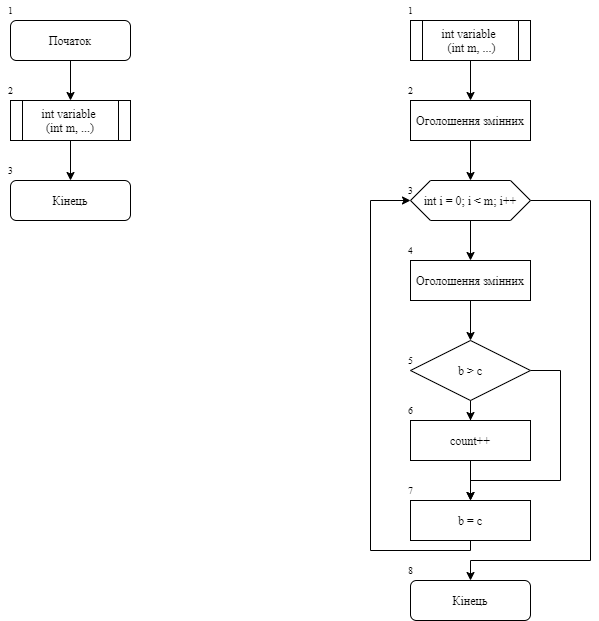 1
Початок
2
int variable
(int m, ...)
3
Кінець
1
int variable
(int m, ...)
2
Оголошення змінних
3
int i = 0; i < m; i++
4
Оголошення змінних
5
b > c
6
count++
7
b = c
8
Кінець